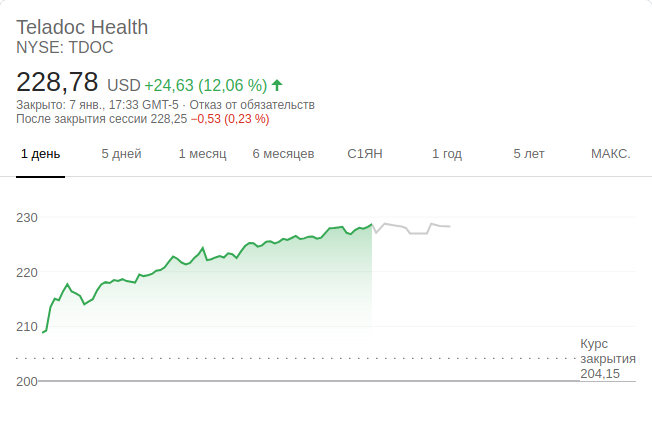 Teladoc Health
NYSE: TDOC
228,78 USD +24,63 (12,06 %)
Закрыто: 7 янв., 17:33 GMT-5 · Отказ от обязательств
После закрытия сессии 228,25 −0,53 (0,23 %)
1 день 5 дней 1 месяц 6 месяцев С1ЯН 1 год 5 лет МАКС.
230
220
210
Курс
закрытия
204,15
200